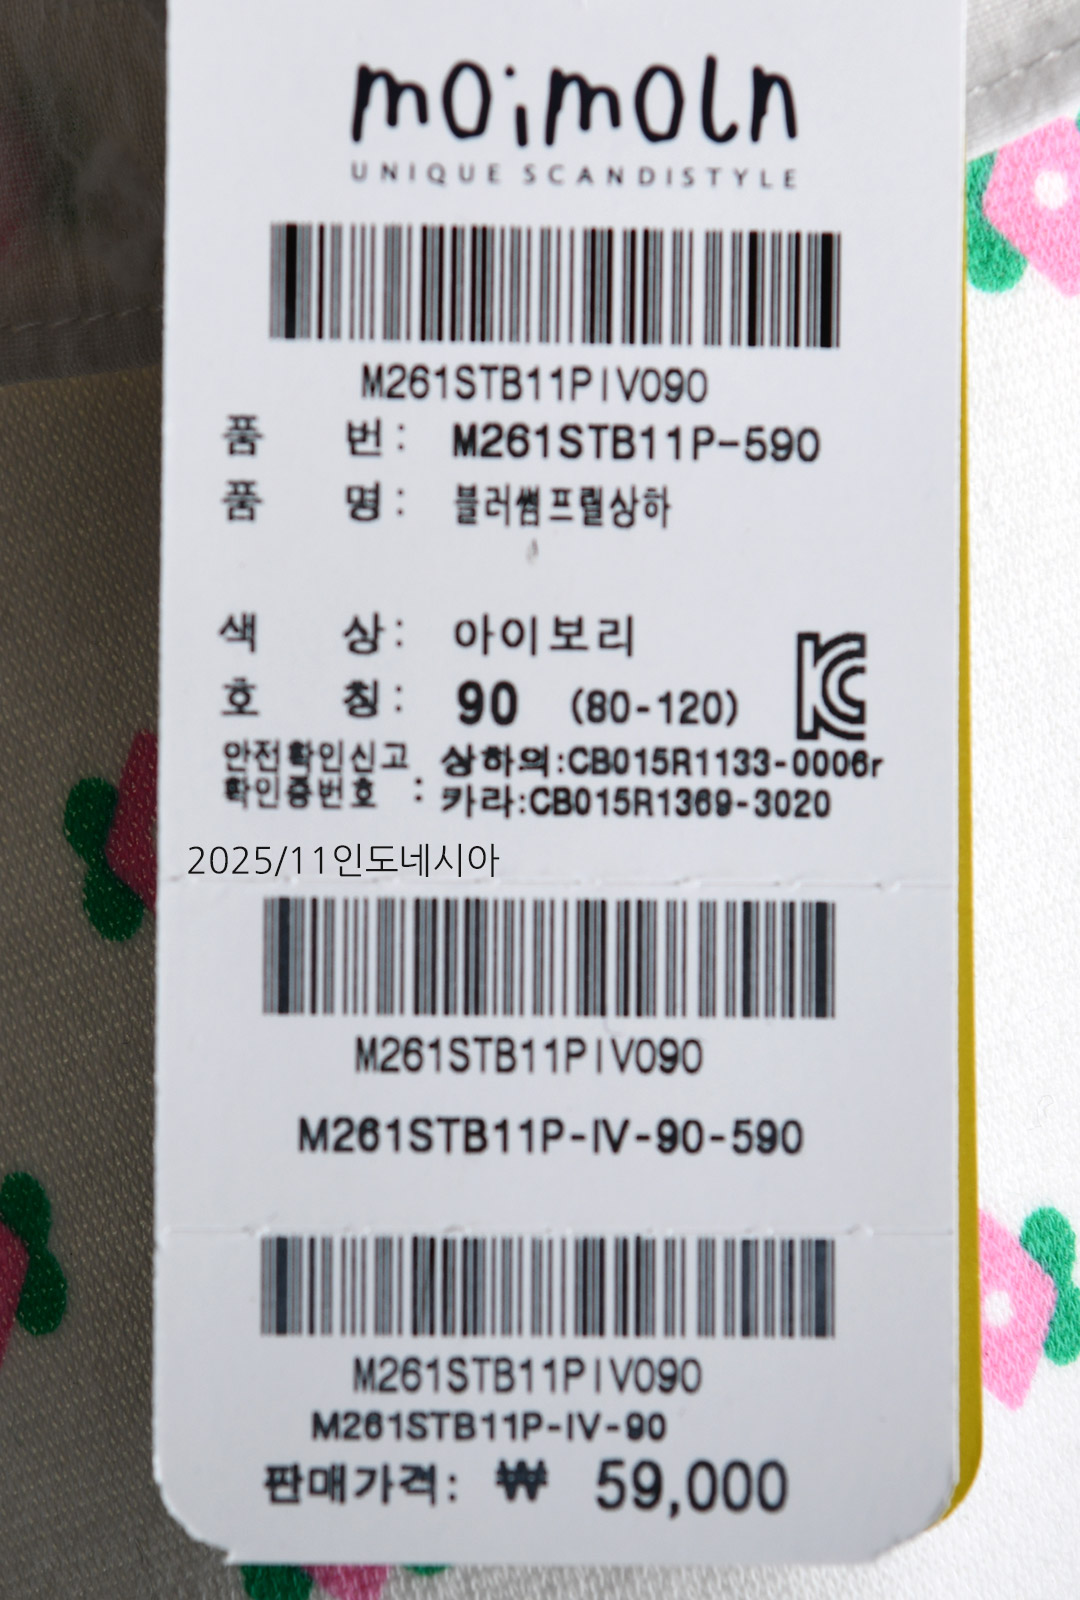 moimoln
UNIQUE SCANDISTYLE
M261STB11PIV090
품 번: M261STB11P-590
품 명: 블러썸프릴상하
색 상: 아이보리
호 칭: 90 (80-120)
안전확인신고 상하의:CB015R1133-0006r
확인증번호 : 카라:CB015R1369-3020
2025/11인도네시아
M261STB11PIV090
M261STB11P-IV-90-590
M261STB11PIV090
M261STB11P-IV-90
판매가격: ₩ 59,000